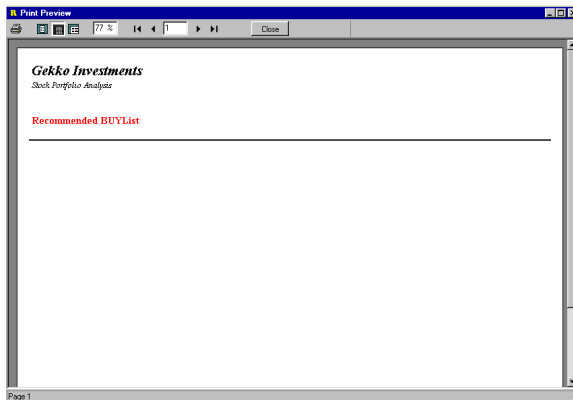 Print Preview
77 %
1
Close
Gekko Investments
Stock Portfolio Analysis
Recommended BUYList
Page 1